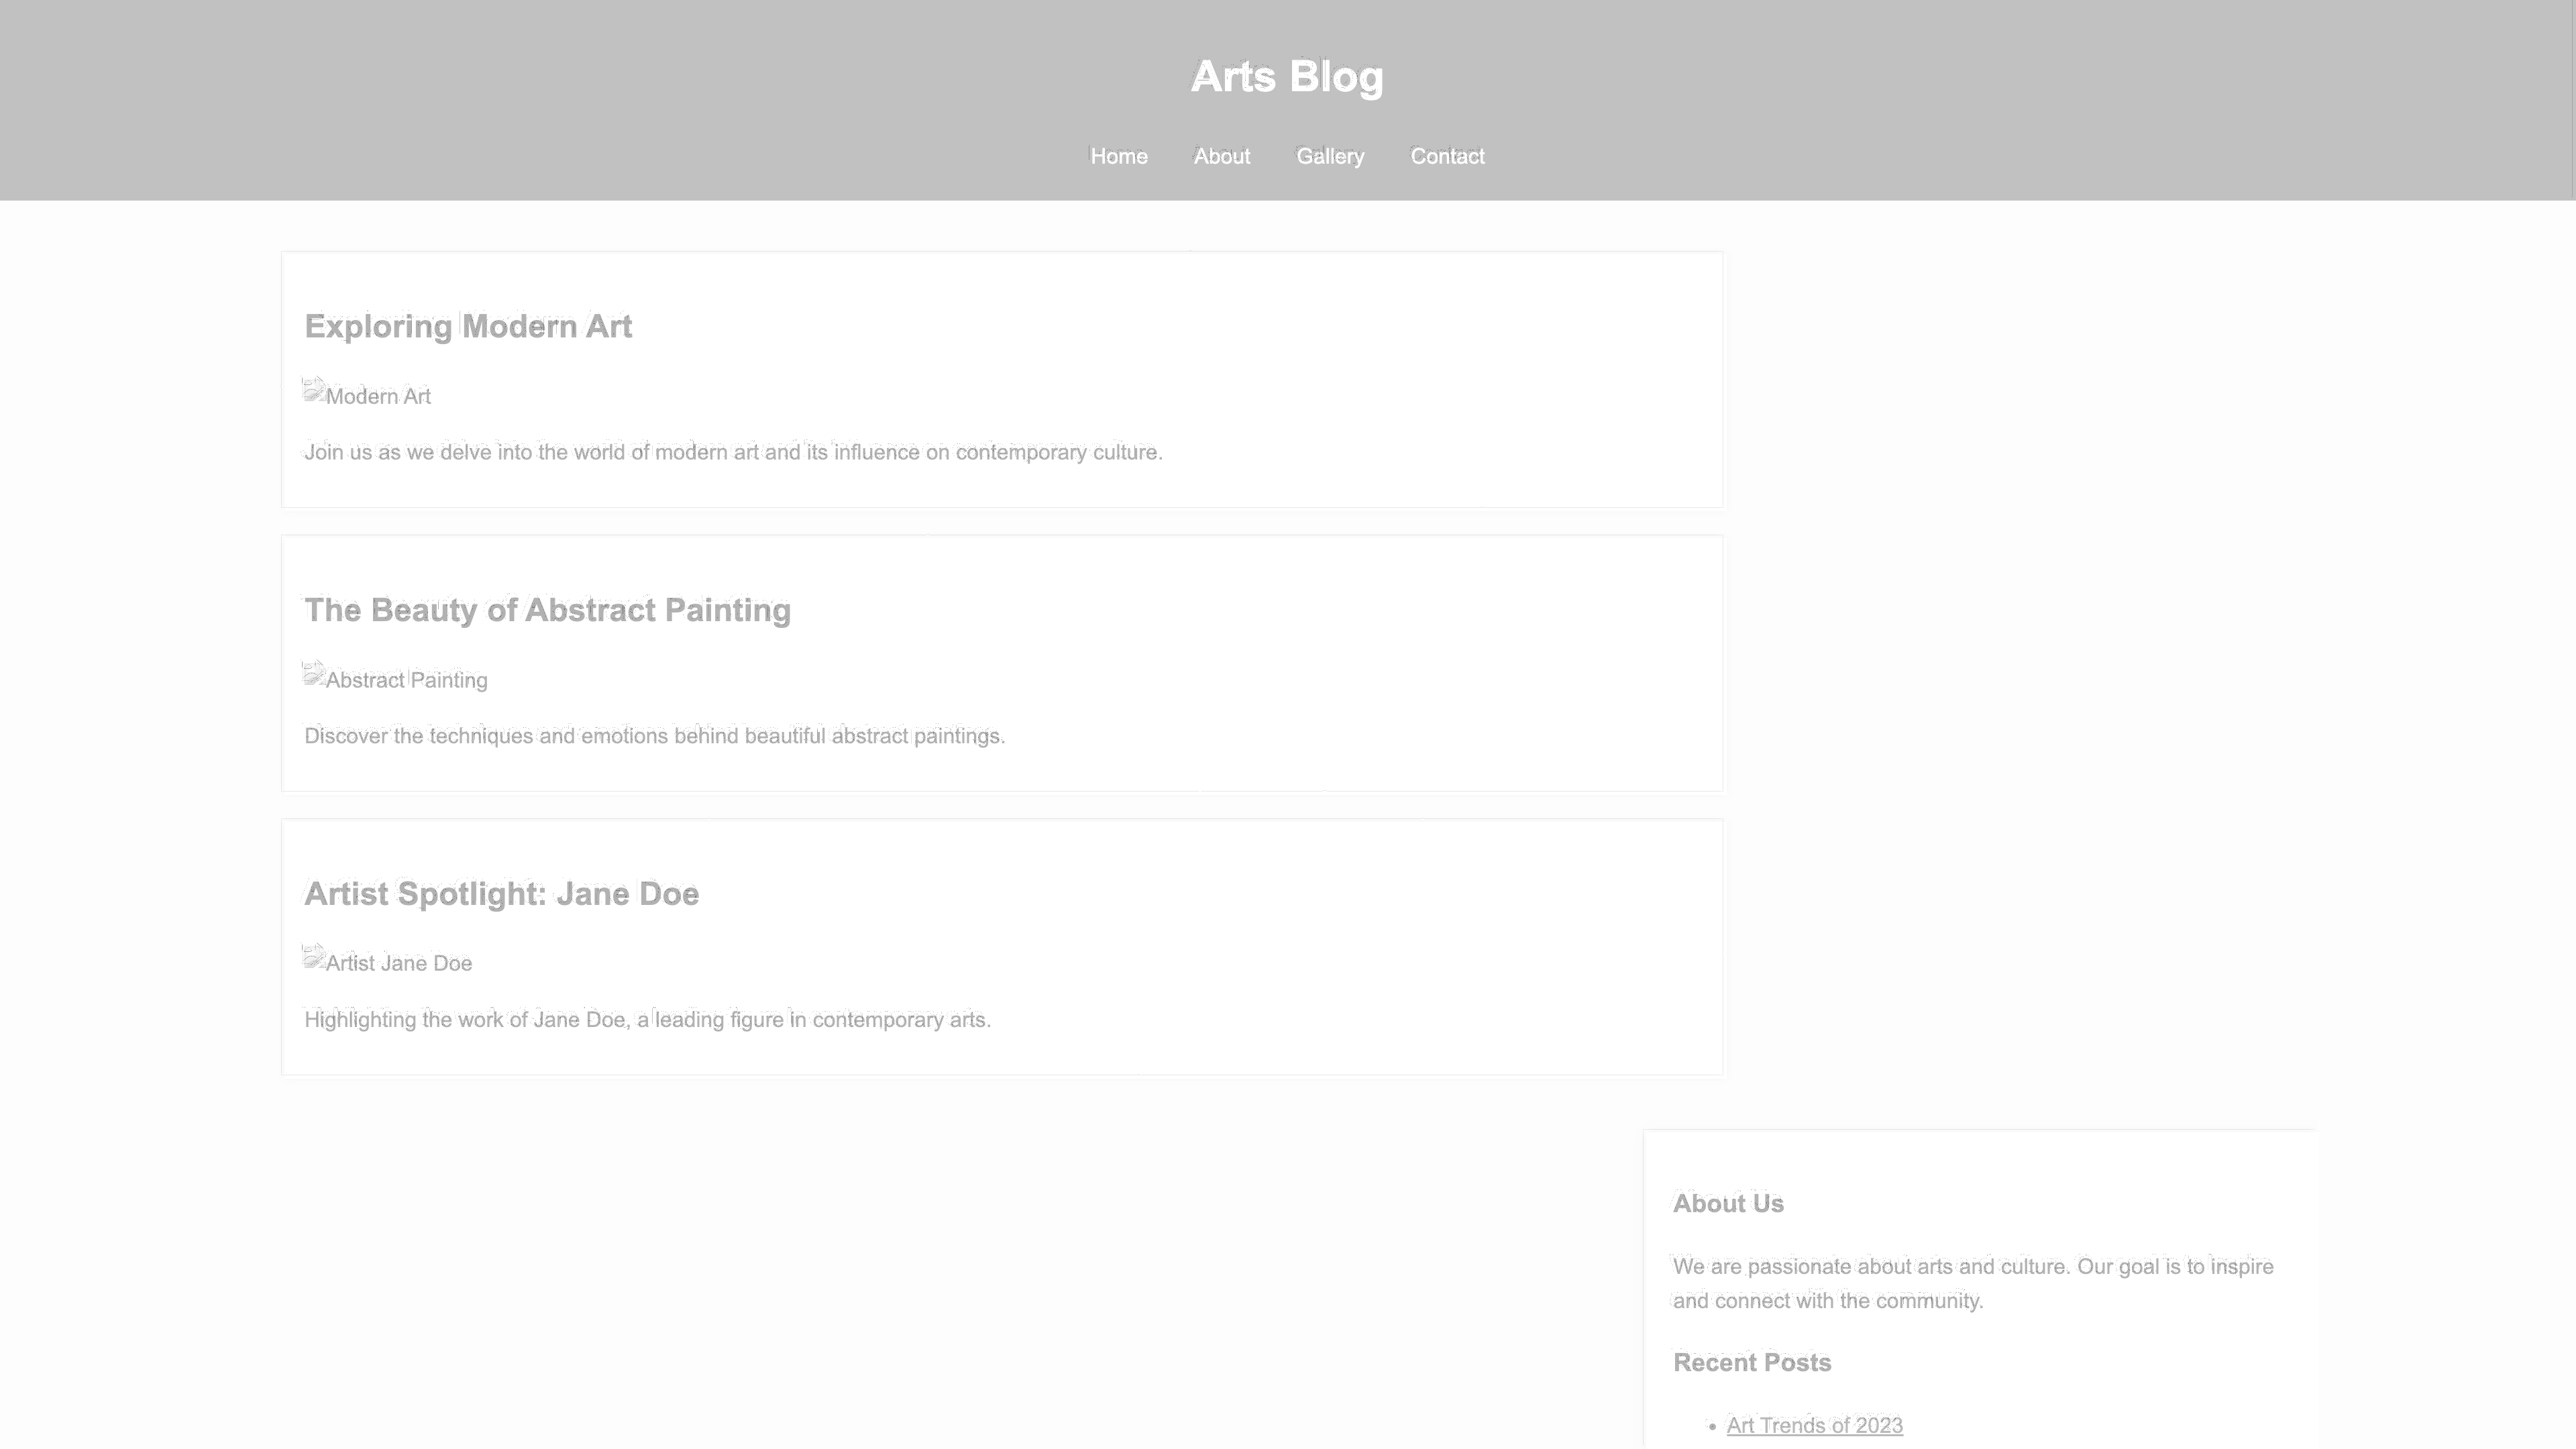 Arts Blog
Home About Gallery Contact
Exploring Modern Art
Modern Art
Join us as we delve into the world of modern art and its influence on contemporary culture.
The Beauty of Abstract Painting
Abstract Painting
Discover the techniques and emotions behind beautiful abstract paintings.
Artist Spotlight: Jane Doe
Artist Jane Doe
Highlighting the work of Jane Doe, a leading figure in contemporary arts.
About Us
We are passionate about arts and culture. Our goal is to inspire
and connect with the community.
Recent Posts
• Art Trends of 2023